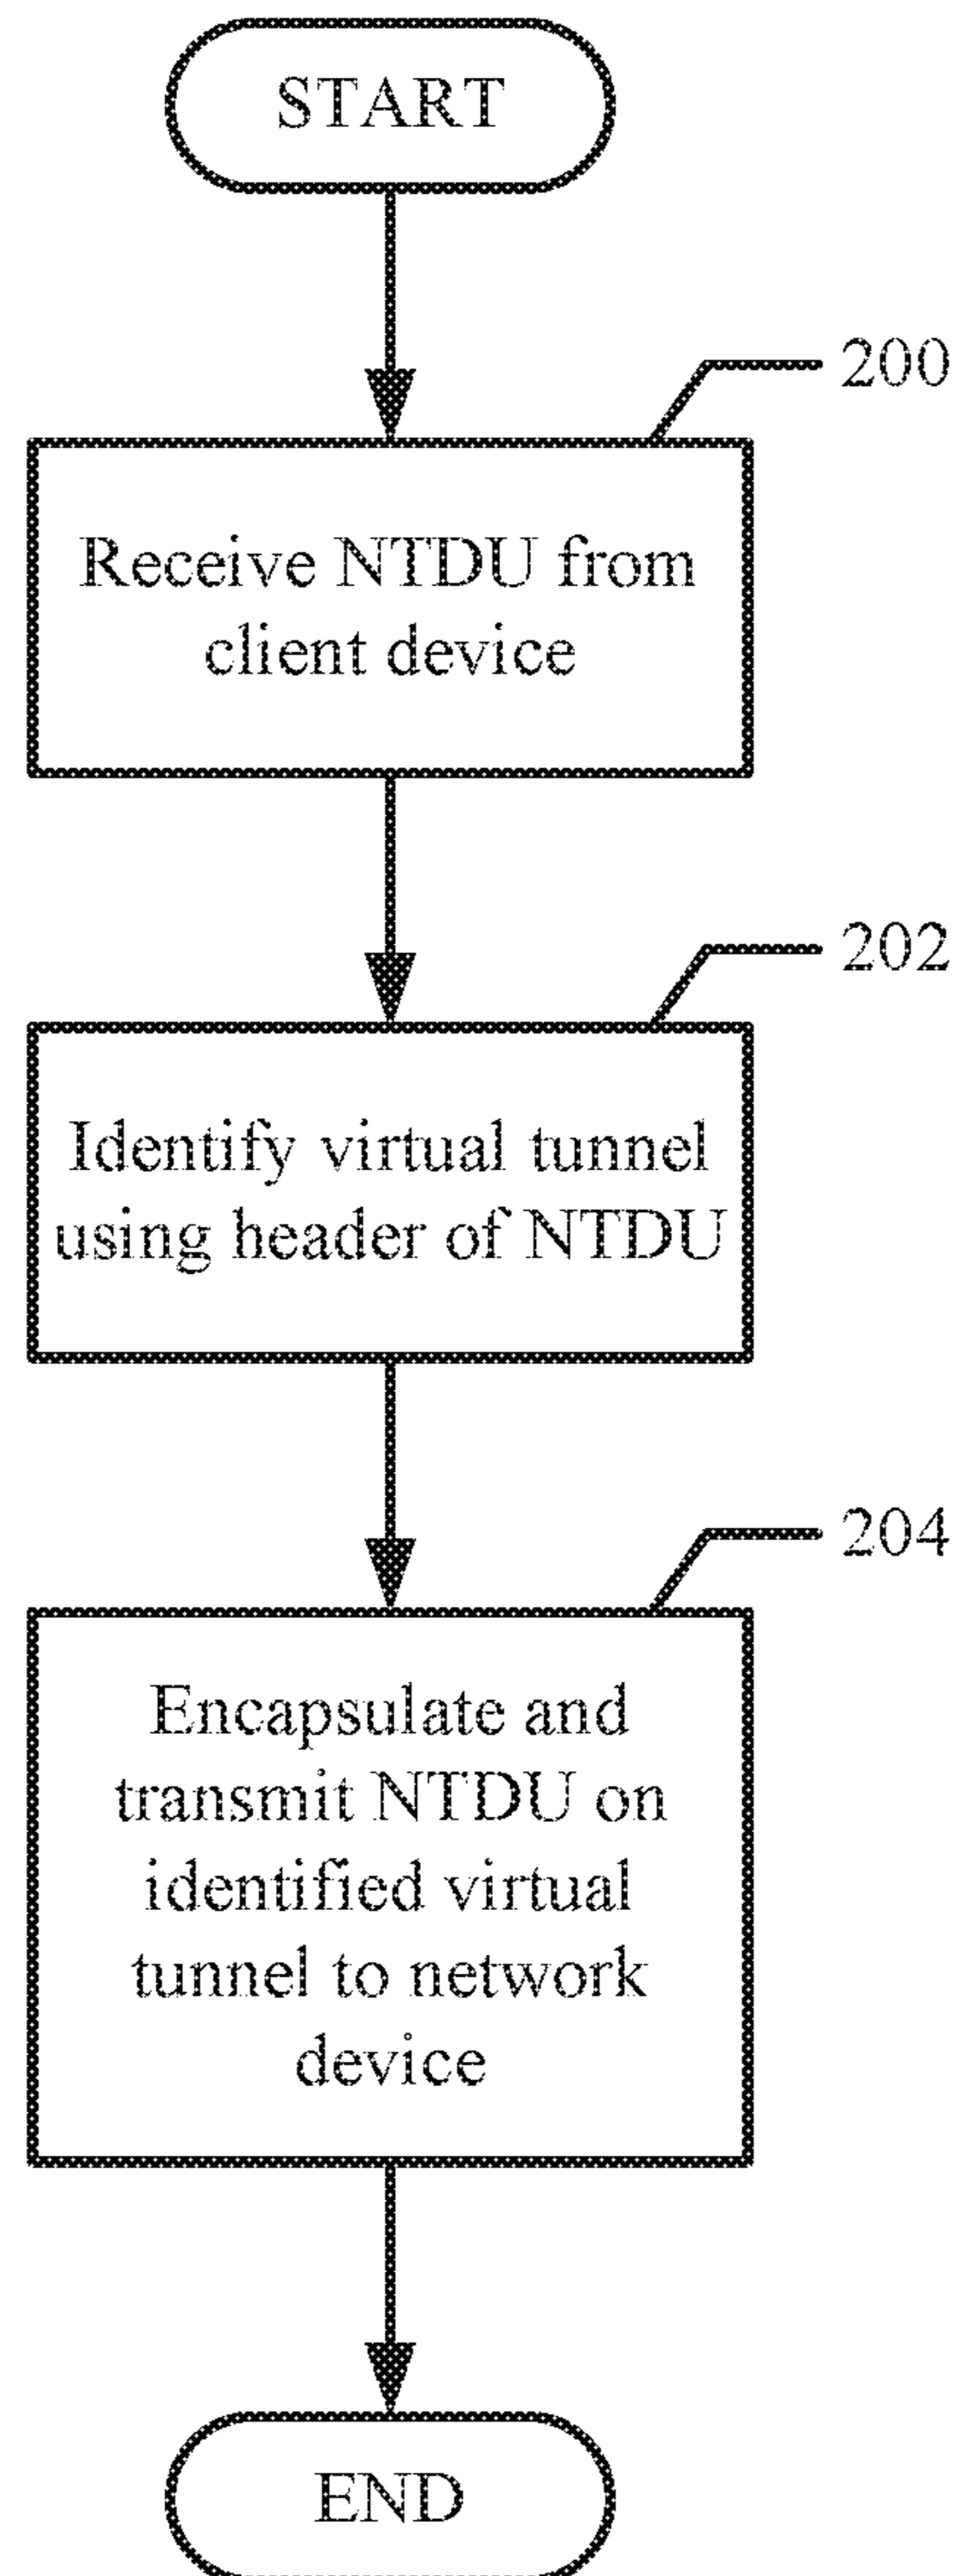 START
200
Receive NTDU from
client device
202
Identify virtual tunnel
using header of NTDU
204
Encapsulate and
transmit NTDU on
identified virtual
tunnel to network
device
END